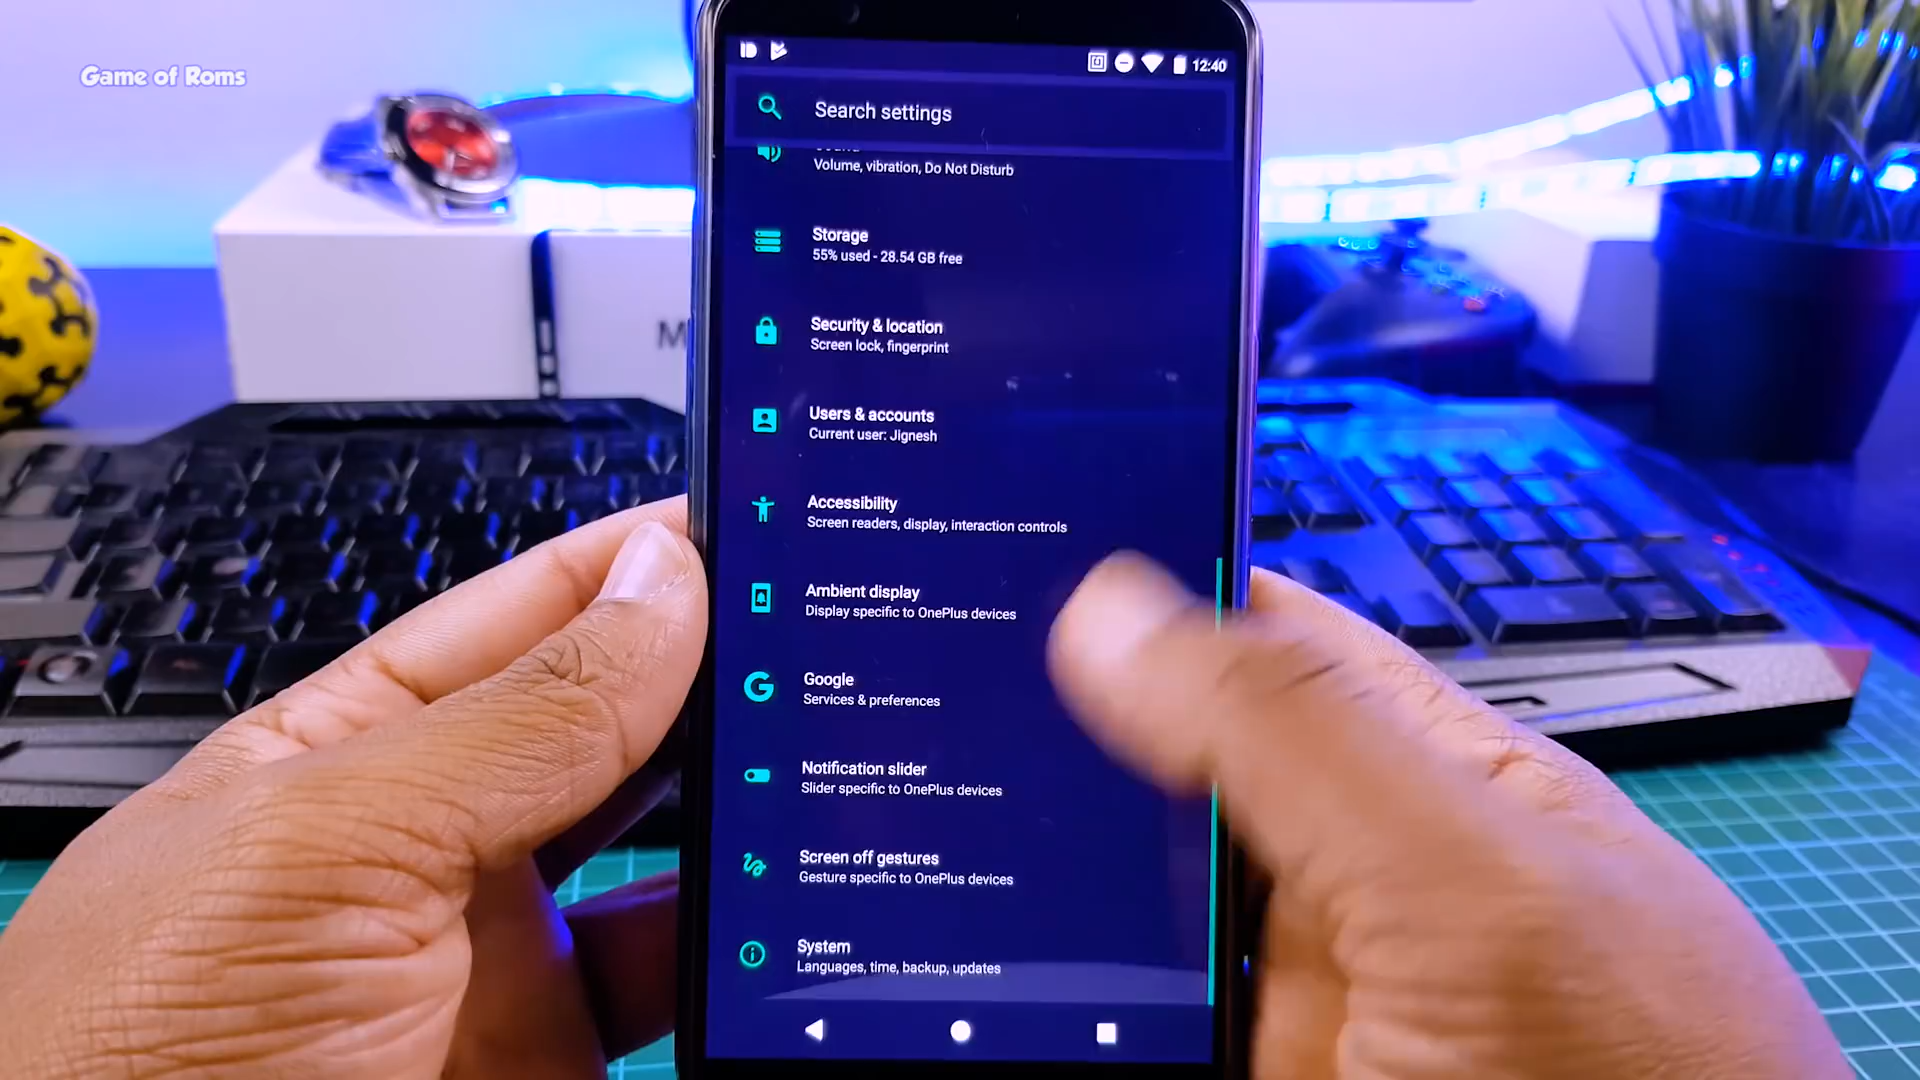 Game of Roms
12:40
Search settings
Volume, vibration, Do Not Disturb
Storage
55% used - 28.54 GB free
Security & location
Screen lock, fingerprint
Users & accounts
Current user: Jignesh
Accessibility
Screen readers, display, interaction controls
Ambient display
Display specific to OnePlus devices
Google
Services & preferences
Notification slider
Slider specific to OnePlus devices
Screen off gestures
Gesture specific to OnePlus devices
System
Languages, time, backup, updates